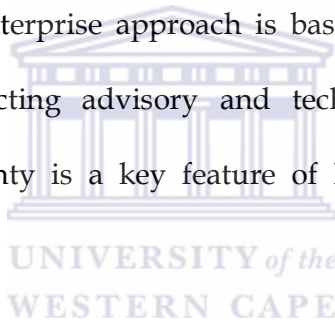 terprise approach is bas
cting advisory and tech
nty is a key feature of
UNIVERSITY of the
WESTERN CAPE